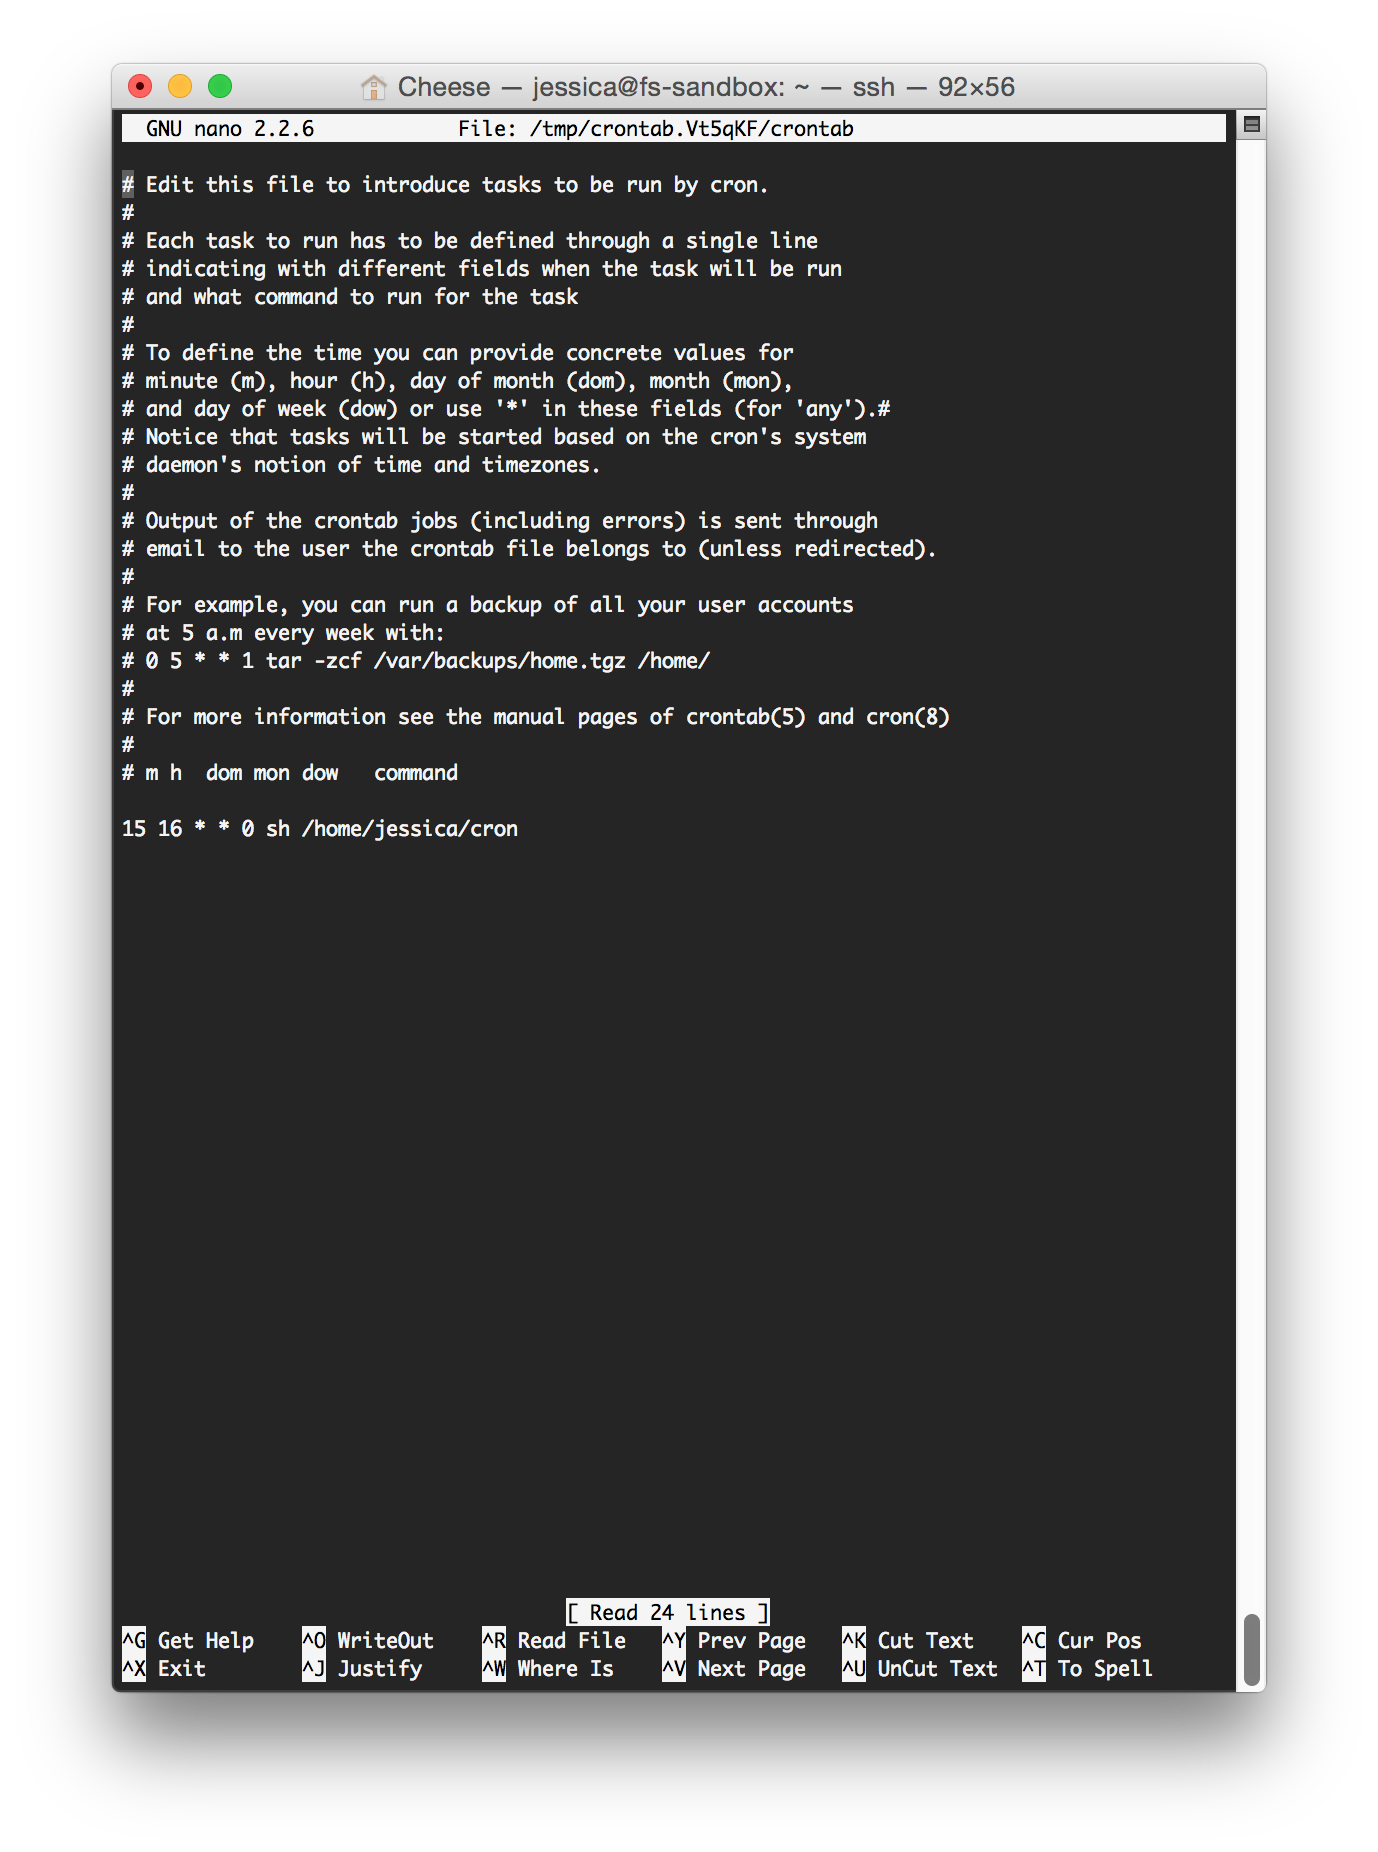 Cheese — jessica@fs-sandbox: ~ — ssh — 92×56
GNU nano 2.2.6 File: /tmp/crontab.Vt5qKF/crontab
# Edit this file to introduce tasks to be run by cron.
#
# Each task to run has to be defined through a single line
# indicating with different fields when the task will be run
# and what command to run for the task
#
# To define the time you can provide concrete values for
# minute (m), hour (h), day of month (dom), month (mon),
# and day of week (dow) or use '*' in these fields (for 'any').#
# Notice that tasks will be started based on the cron's system
# daemon's notion of time and timezones.
#
# Output of the crontab jobs (including errors) is sent through
# email to the user the crontab file belongs to (unless redirected).
#
# For example, you can run a backup of all your user accounts
# at 5 a.m every week with:
# 0 5 * * 1 tar -zcf /var/backups/home.tgz /home/
#
# For more information see the manual pages of crontab(5) and cron(8)
#
# m h  dom mon dow   command
15 16 * * 0 sh /home/jessica/cron
[ Read 24 lines ]
^G Get Help ^O WriteOut ^R Read File ^Y Prev Page ^K Cut Text ^C Cur Pos
^X Exit ^J Justify ^W Where Is ^V Next Page ^U UnCut Text ^T To Spell